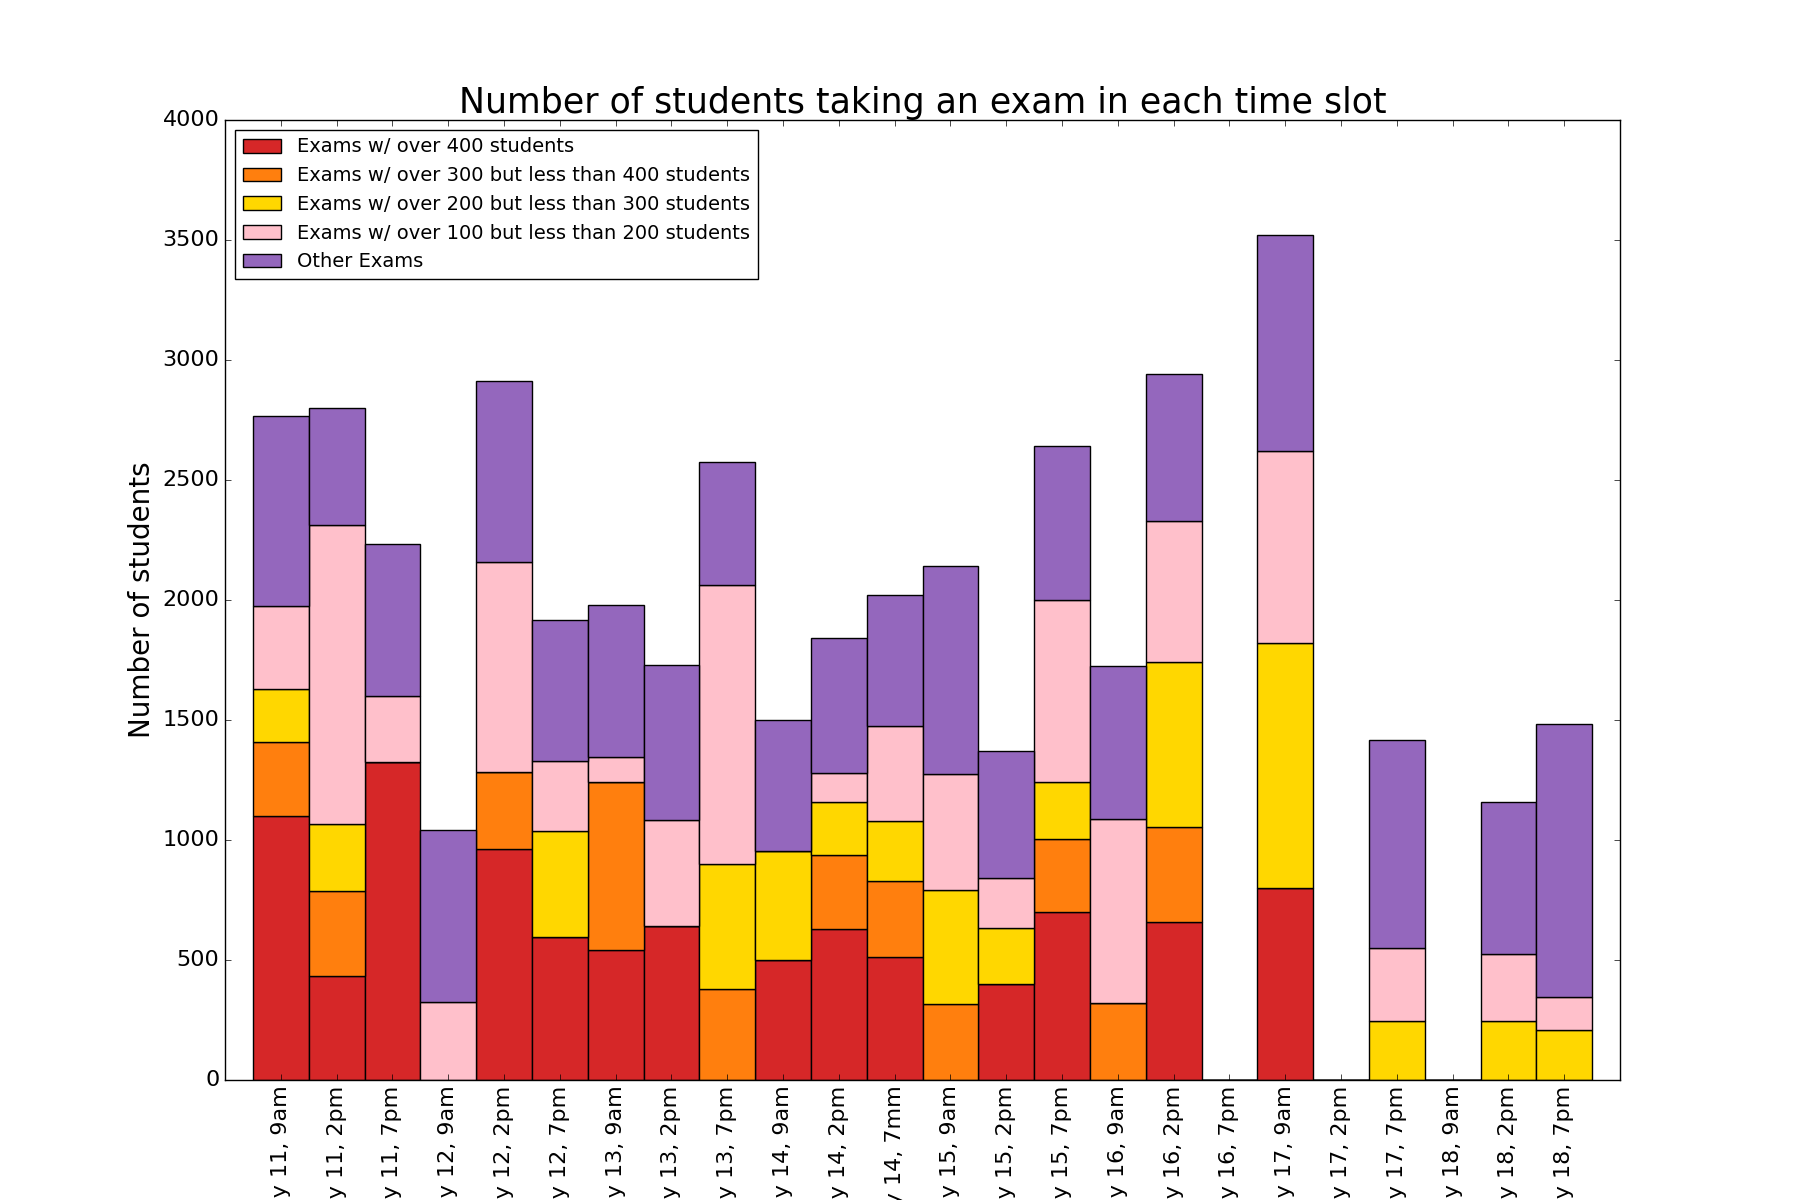 Number of students taking an exam in each time slot
Exams w/ over 400 students
Exams w/ over 300 but less than 400 students
Exams w/ over 200 but less than 300 students
Exams w/ over 100 but less than 200 students
Other Exams
Number of students
4000
3500
3000
2500
2000
1500
1000
500
0
y 11, 9am
y 11, 2pm
y 11, 7pm
y 12, 9am
y 12, 2pm
y 12, 7pm
y 13, 9am
y 13, 2pm
y 13, 7pm
y 14, 9am
y 14, 2pm
y 14, 7mm
y 15, 9am
y 15, 2pm
y 15, 7pm
y 16, 9am
y 16, 2pm
y 16, 7pm
y 17, 9am
y 17, 2pm
y 17, 7pm
y 18, 9am
y 18, 2pm
y 18, 7pm